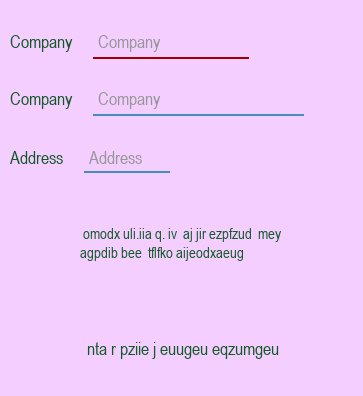 Company Company
Company Company
Address Address
omodx uli.iia q. iv aj jir ezpfzud mey
agpdib bee tflfko aijeodxaeug
nta r pziie j euugeu eqzumgeu